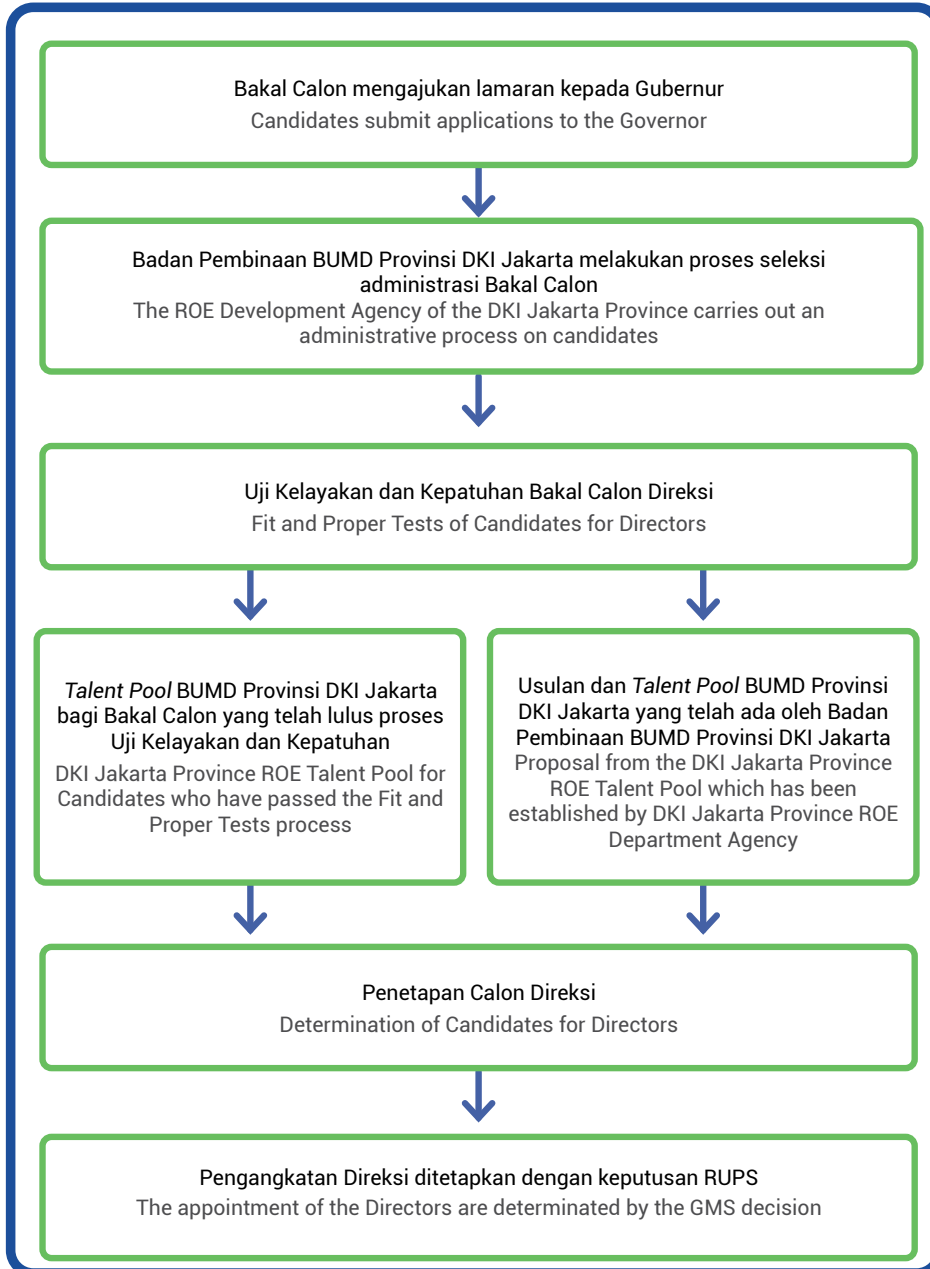 Bakal Calon mengajukan lamaran kepada Gubernur
Candidates submit applications to the Governor
Badan Pembinaan BUMD Provinsi DKI Jakarta melakukan proses seleksi
administrasi Bakal Calon
The ROE Development Agency of the DKI Jakarta Province carries out an
administrative process on candidates
Uji Kelayakan dan Kepatuhan Bakal Calon Direksi
Fit and Proper Tests of Candidates for Directors
Talent Pool BUMD Provinsi DKI Jakarta
bagi Bakal Calon yang telah lulus proses
Uji Kelayakan dan Kepatuhan
DKI Jakarta Province ROE Talent Pool for
Candidates who have passed the Fit and
Proper Tests process
Usulan dan Talent Pool BUMD Provinsi
DKI Jakarta yang telah ada oleh Badan
Pembinaan BUMD Provinsi DKI Jakarta
Proposal from the DKI Jakarta Province
ROE Talent Pool which has been
established by DKI Jakarta Province ROE
Department Agency
Penetapan Calon Direksi
Determination of Candidates for Directors
Pengangkatan Direksi ditetapkan dengan keputusan RUPS
The appointment of the Directors are determinated by the GMS decision